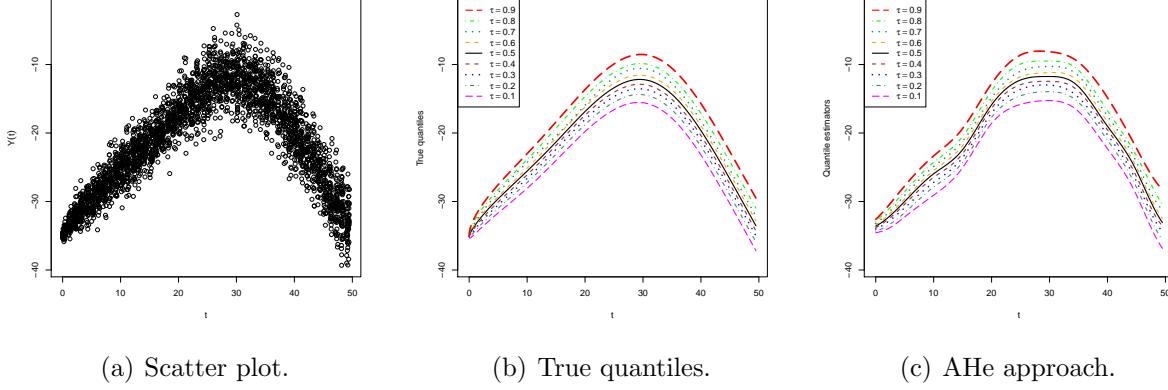 Y(t)
−10
−20
−30
−40
0 10 20 30 40 50
t
(a) Scatter plot.
τ = 0.9
τ = 0.8
τ = 0.7
τ = 0.6
τ = 0.5
τ = 0.4
τ = 0.3
τ = 0.2
τ = 0.1
True quantiles
−10
−20
−30
−40
0 10 20 30 40 50
t
(b) True quantiles.
τ = 0.9
τ = 0.8
τ = 0.7
τ = 0.6
τ = 0.5
τ = 0.4
τ = 0.3
τ = 0.2
τ = 0.1
Quantile estimators
−10
−20
−30
−40
0 10 20 30 40 50
t
(c) AHe approach.